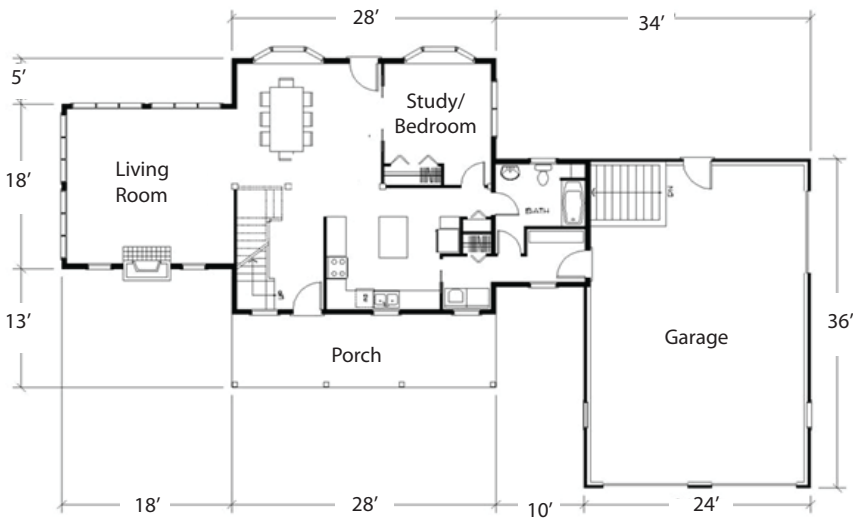 28′
34′
5′
Study/
Bedroom
Living
Room
18′
BATH
13′
Porch
Garage
36′
18′
28′
10′
24′